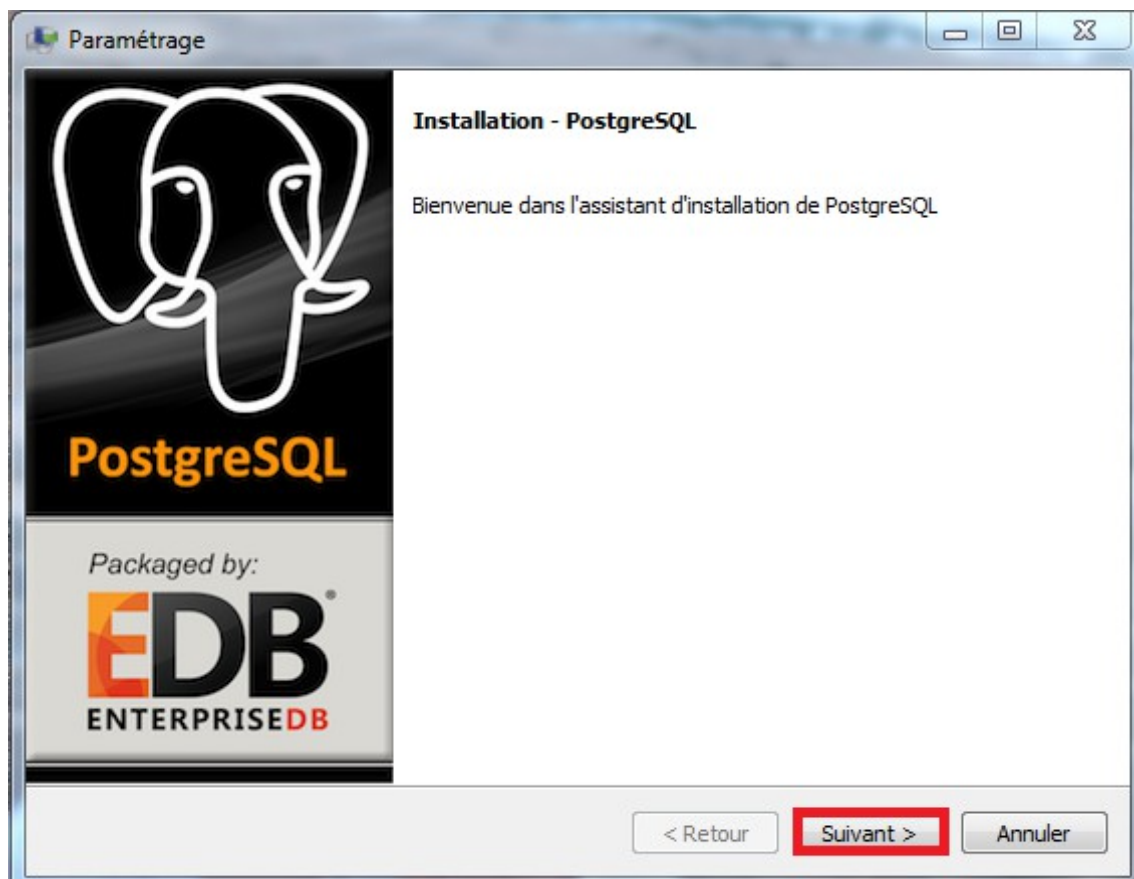 Paramétrage
Installation - PostgreSQL
Bienvenue dans l'assistant d'installation de PostgreSQL
PostgreSQL
Packaged by:
EDB®
ENTERPRISEDB
< Retour
Suivant >
Annuler